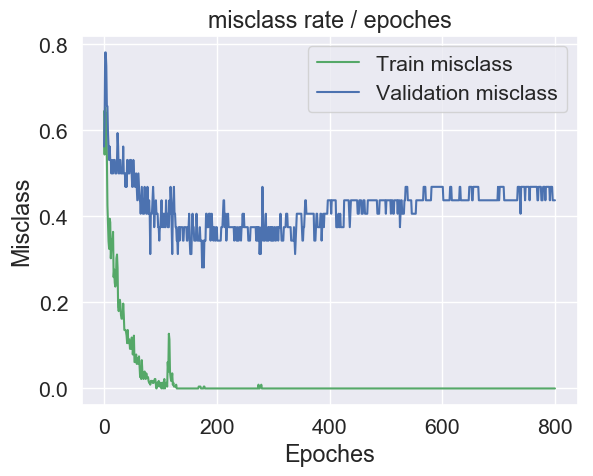 misclass rate / epoches
Train misclass
Validation misclass
Misclass
0.8
0.6
0.4
0.2
0.0
0 200 400 600 800
Epoches